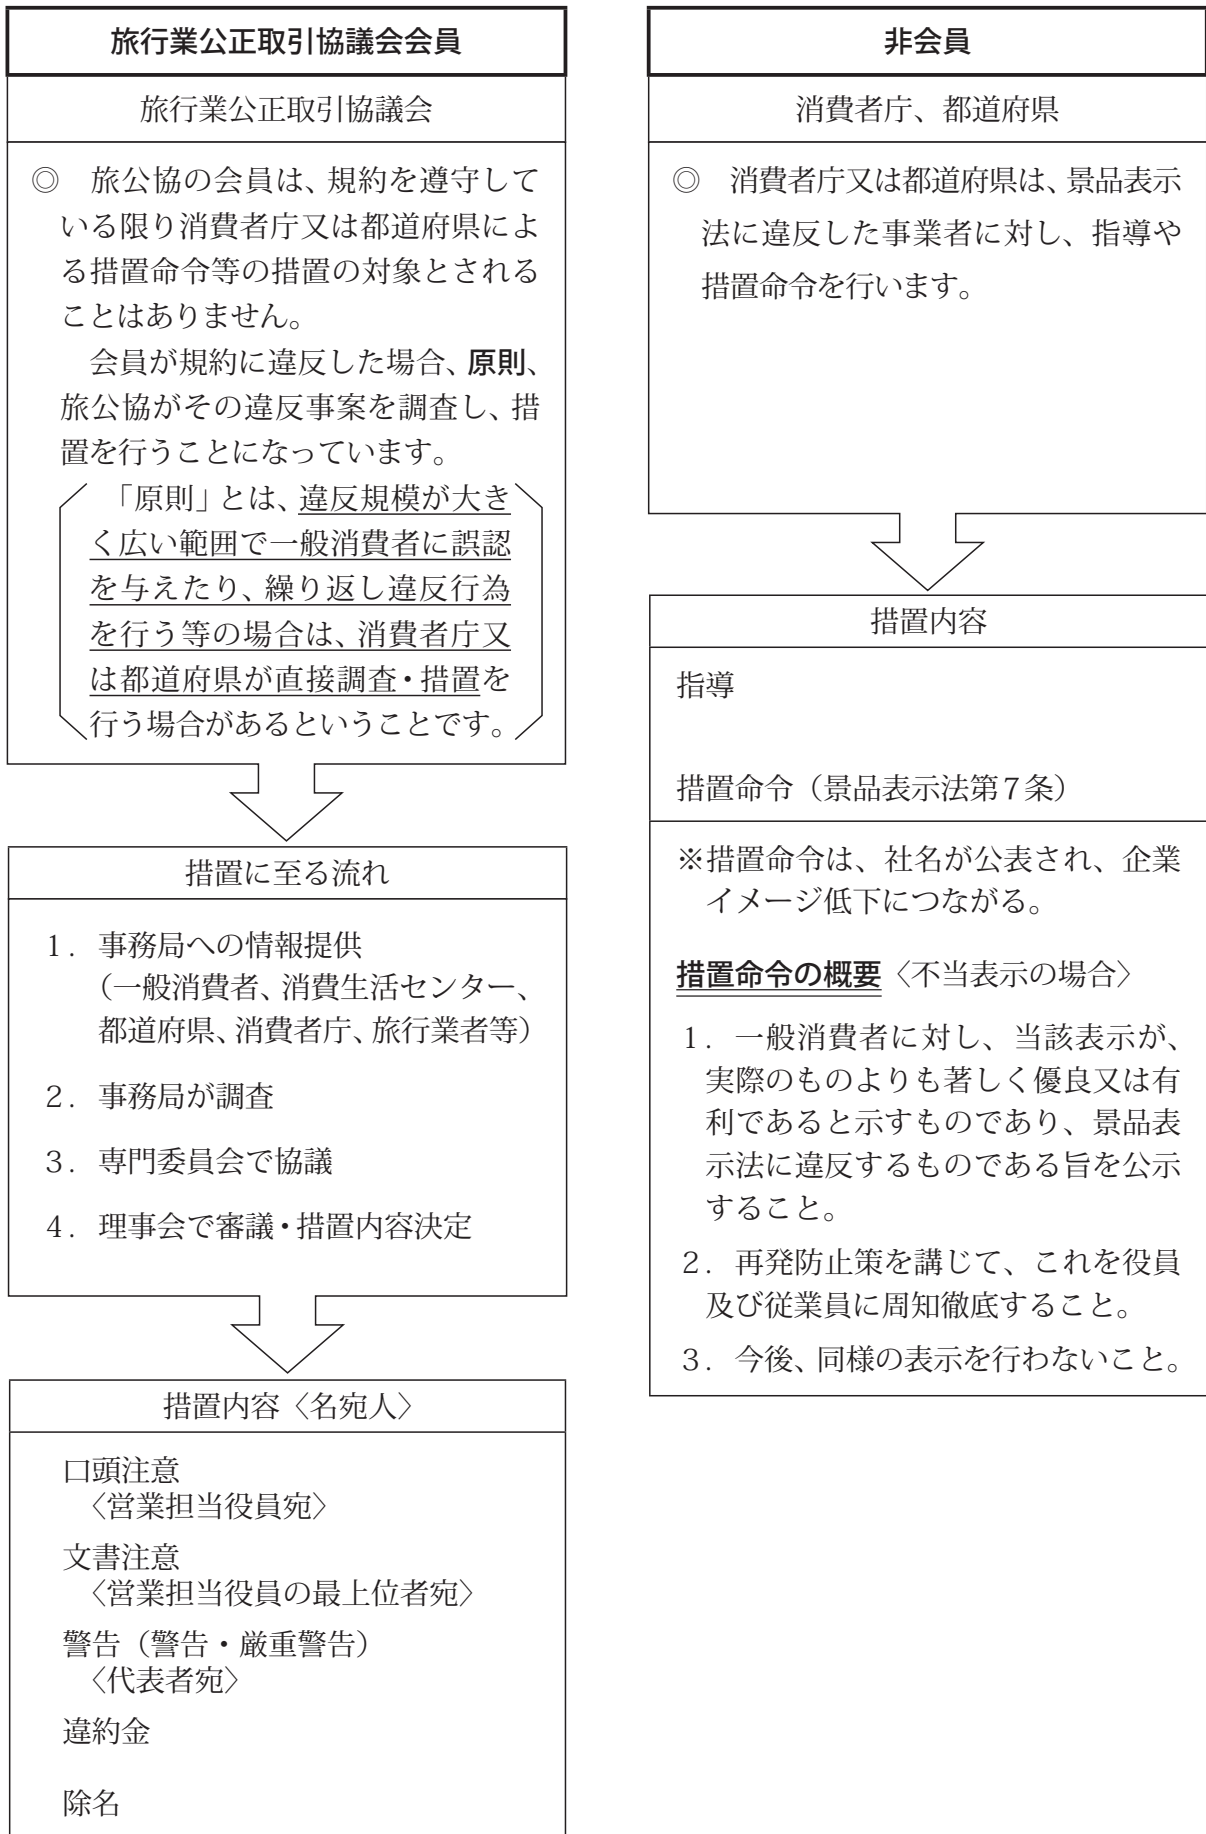 旅行業公正取引協議会会員
旅行業公正取引協議会
◎　旅公協の会員は、規約を遵守して
いる限り消費者庁又は都道府県によ
る措置命令等の措置の対象とされる
ことはありません。
会員が規約に違反した場合、原則、
旅公協がその違反事案を調査し、措
置を行うことになっています。
「原則」とは、違反規模が大き
く広い範囲で一般消費者に誤認
を与えたり、繰り返し違反行為
を行う等の場合は、消費者庁又
は都道府県が直接調査・措置を
行う場合があるということです。
措置に至る流れ
１．事務局への情報提供
（一般消費者、消費生活センター、
都道府県、消費者庁、旅行業者等）
２．事務局が調査
３．専門委員会で協議
４．理事会で審議・措置内容決定
措置内容〈名宛人〉
口頭注意
〈営業担当役員宛〉
文書注意
〈営業担当役員の最上位者宛〉
警告（警告・厳重警告）
〈代表者宛〉
違約金
除名
非会員
消費者庁、都道府県
◎　消費者庁又は都道府県は、景品表示
法に違反した事業者に対し、指導や
措置命令を行います。
措置内容
指導
措置命令（景品表示法第７条）
※措置命令は、社名が公表され、企業
イメージ低下につながる。
措置命令の概要〈不当表示の場合〉
１．一般消費者に対し、当該表示が、
実際のものよりも著しく優良又は有
利であると示すものであり、景品表
示法に違反するものである旨を公示
すること。
２．再発防止策を講じて、これを役員
及び従業員に周知徹底すること。
３．今後、同様の表示を行わないこと。